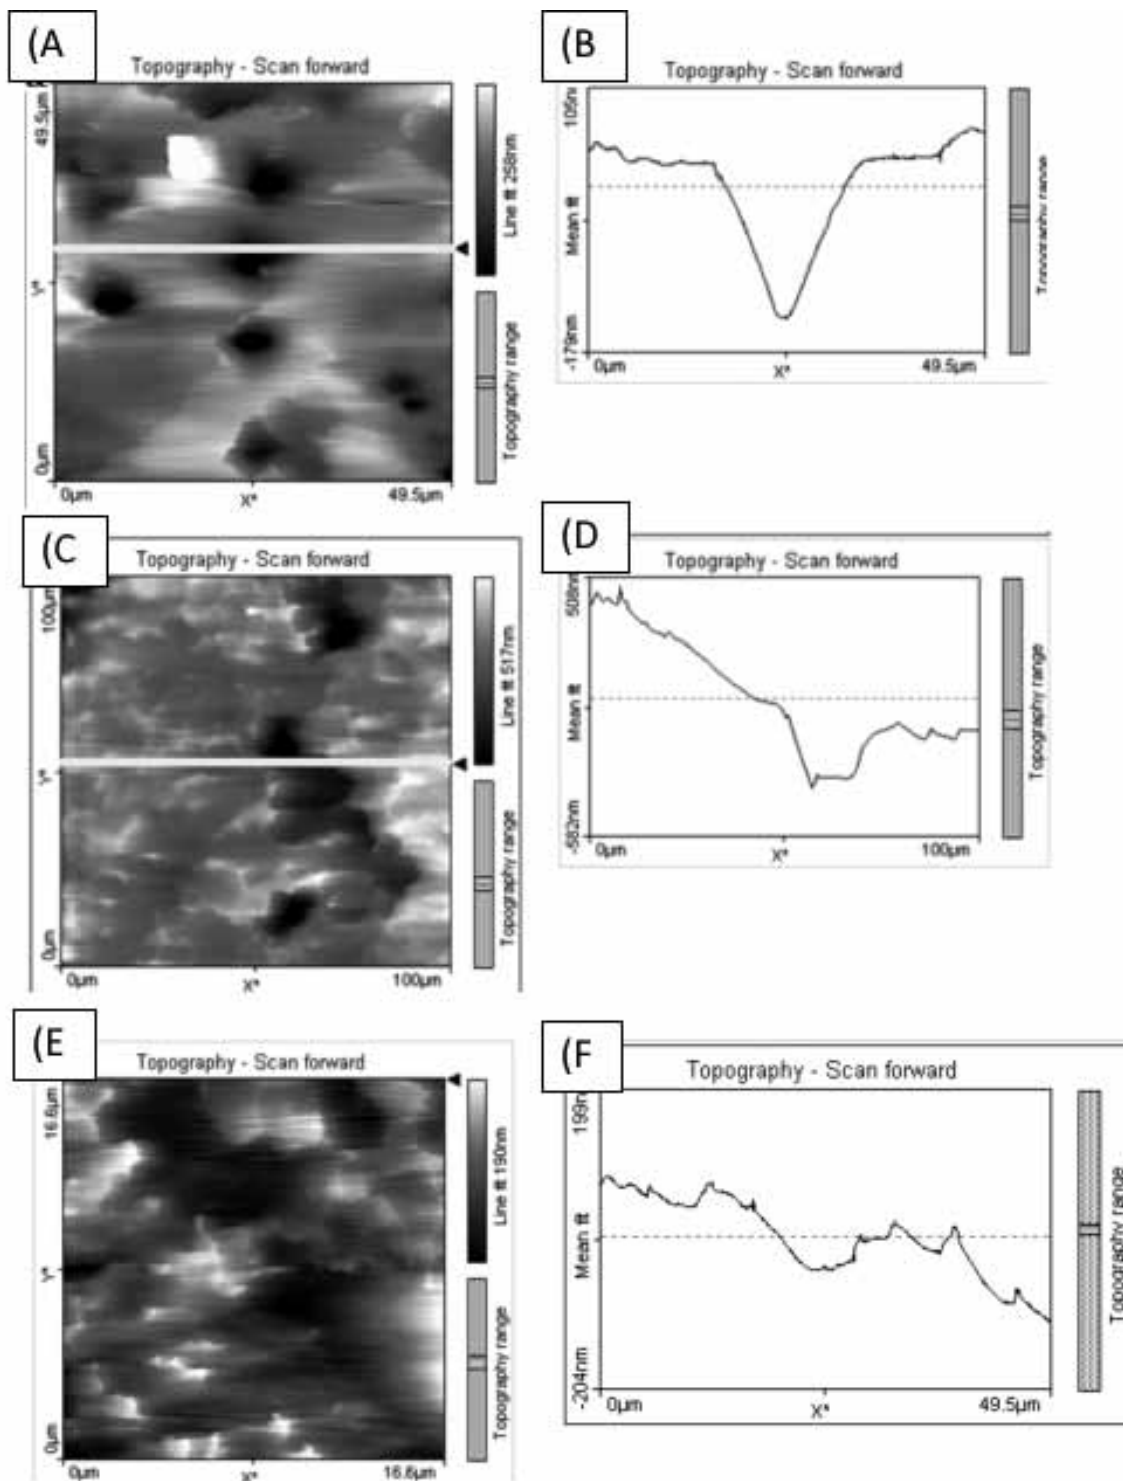 (A
Topography - Scan forward
49.5µm
Y*
0µm
0µm
X*
49.5µm
Line fit 258nm
Topography range
(B
Topography - Scan forward
105n
Mean fit
-179nm
0µm
X*
49.5µm
Topography range
(C
Topography - Scan forward
100µm
Y*
0µm
0µm
X*
100µm
Line fit 517nm
Topography range
(D
Topography - Scan forward
508n
Mean fit
-582nm
0µm
X*
100µm
Topography range
(E
Topography - Scan forward
16.6µm
Y*
0µm
0µm
X*
16.6µm
Line fit 190nm
Topography range
(F
Topography - Scan forward
199n
Mean fit
-204nm
0µm
X*
49.5µm
Topography range